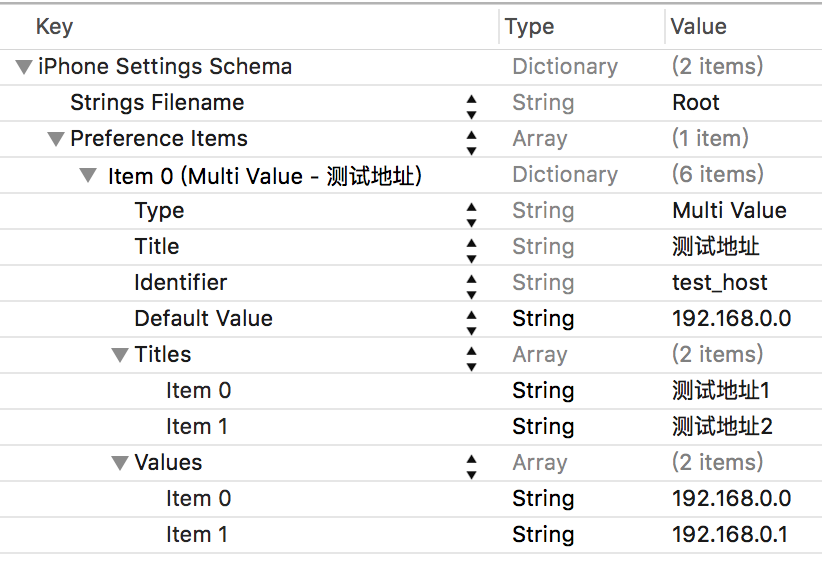 Key Type Value
iPhone Settings Schema Dictionary (2 items)
Strings Filename String Root
Preference Items Array (1 item)
Item 0 (Multi Value - 测试地址) Dictionary (6 items)
Type String Multi Value
Title String 测试地址
Identifier String test_host
Default Value String 192.168.0.0
Titles Array (2 items)
Item 0 String 测试地址1
Item 1 String 测试地址2
Values Array (2 items)
Item 0 String 192.168.0.0
Item 1 String 192.168.0.1